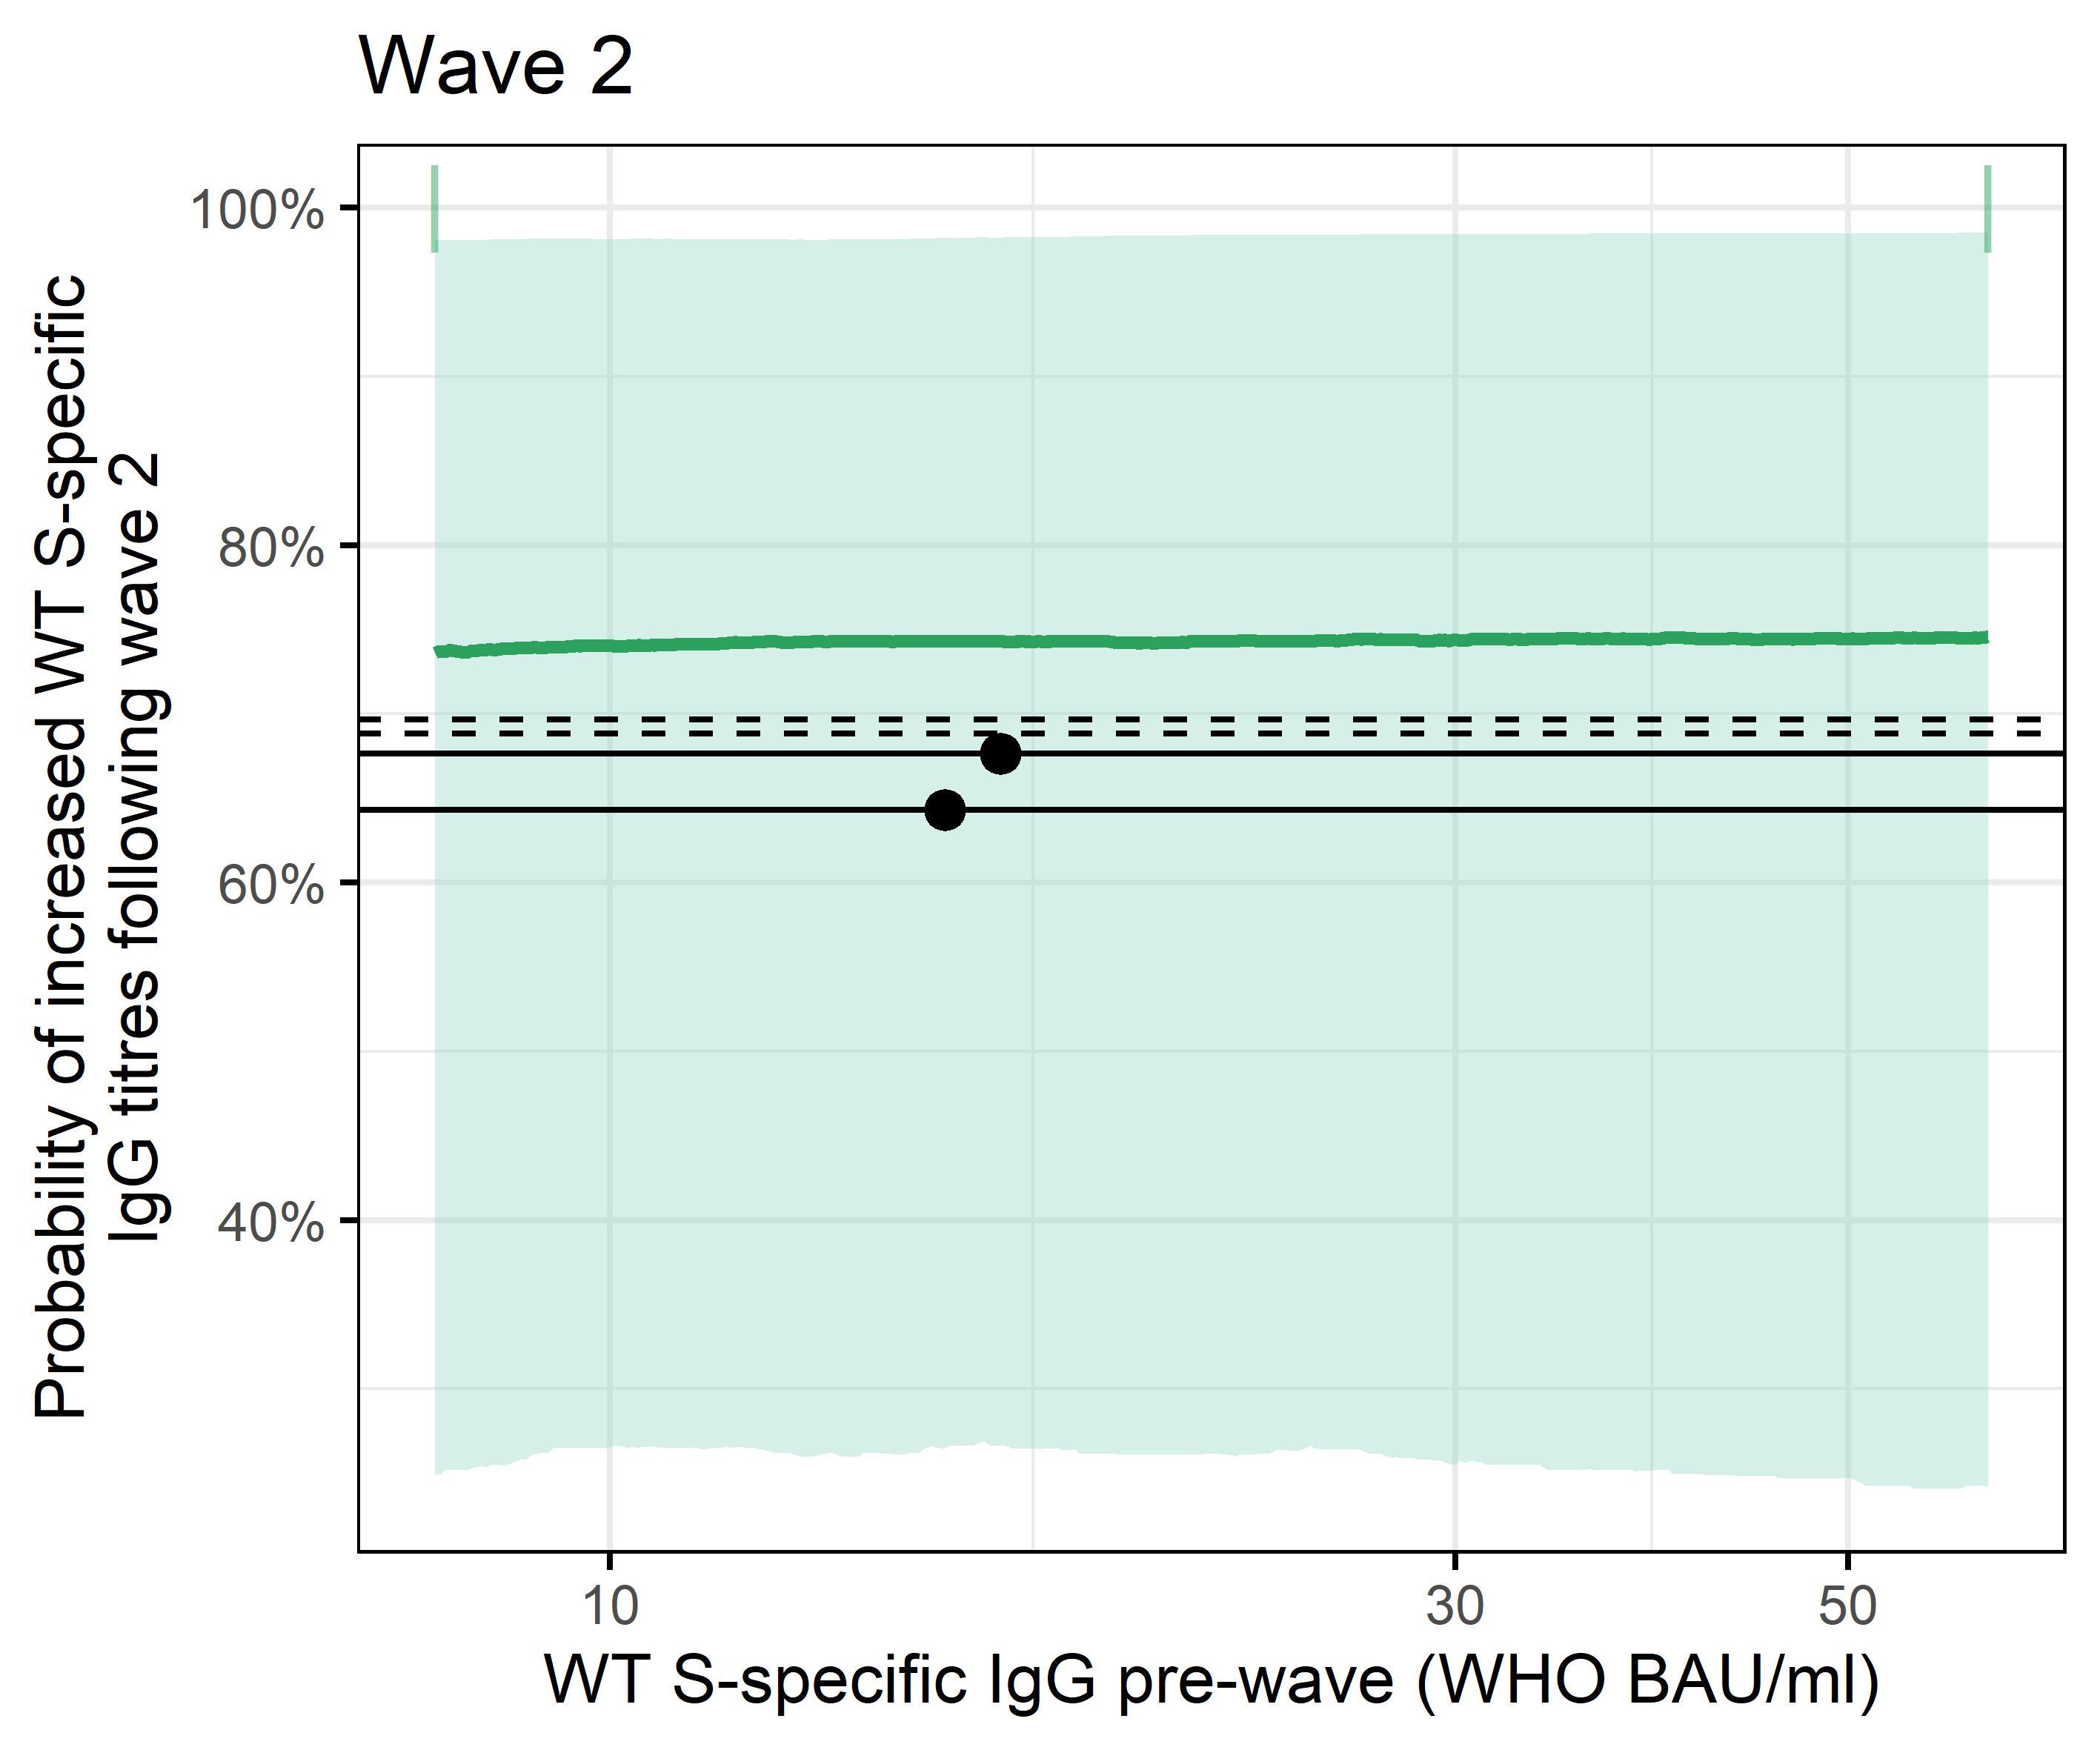 Wave 2
Probability of increased WT S-specific
IgG titres following wave 2
100%
80%
60%
40%
10
30
50
WT S-specific IgG pre-wave (WHO BAU/ml)